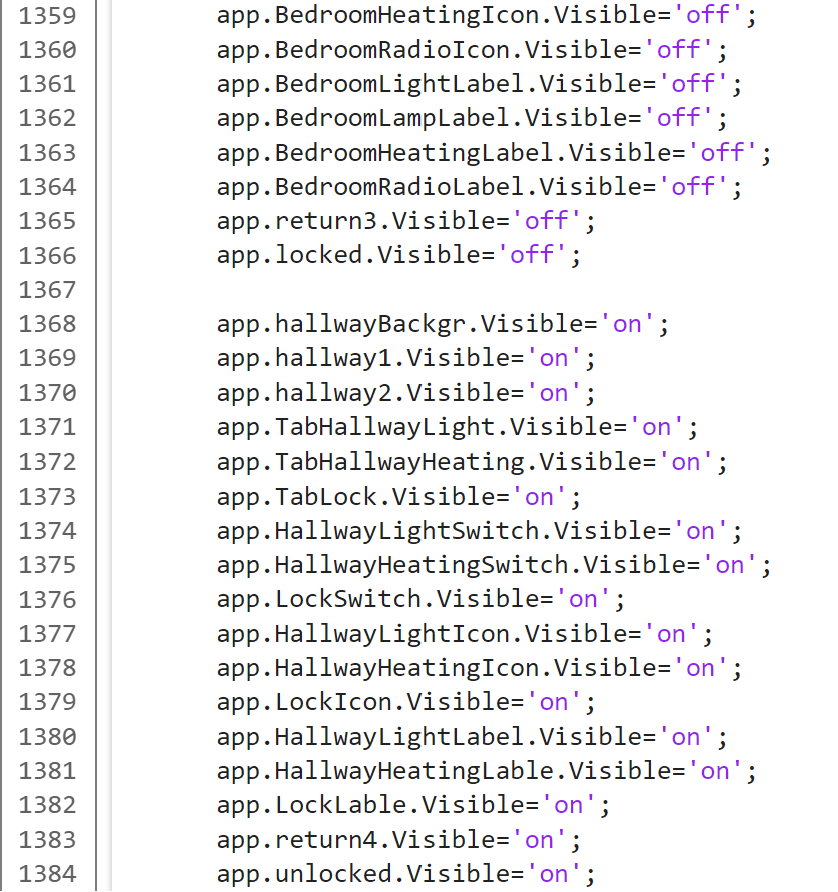 1359 app.BedroomHeatingIcon.Visible='off';
1360 app.BedroomRadioIcon.Visible='off';
1361 app.BedroomLightLabel.Visible='off';
1362 app.BedroomLampLabel.Visible='off';
1363 app.BedroomHeatingLabel.Visible='off';
1364 app.BedroomRadioLabel.Visible='off';
1365 app.return3.Visible='off';
1366 app.locked.Visible='off';
1367
1368 app.hallwayBackgr.Visible='on';
1369 app.hallway1.Visible='on';
1370 app.hallway2.Visible='on';
1371 app.TabHallwayLight.Visible='on';
1372 app.TabHallwayHeating.Visible='on';
1373 app.TabLock.Visible='on';
1374 app.HallwayLightSwitch.Visible='on';
1375 app.HallwayHeatingSwitch.Visible='on';
1376 app.LockSwitch.Visible='on';
1377 app.HallwayLightIcon.Visible='on';
1378 app.HallwayHeatingIcon.Visible='on';
1379 app.LockIcon.Visible='on';
1380 app.HallwayLightLabel.Visible='on';
1381 app.HallwayHeatingLable.Visible='on';
1382 app.LockLable.Visible='on';
1383 app.return4.Visible='on';
1384 app.unlocked.Visible='on';